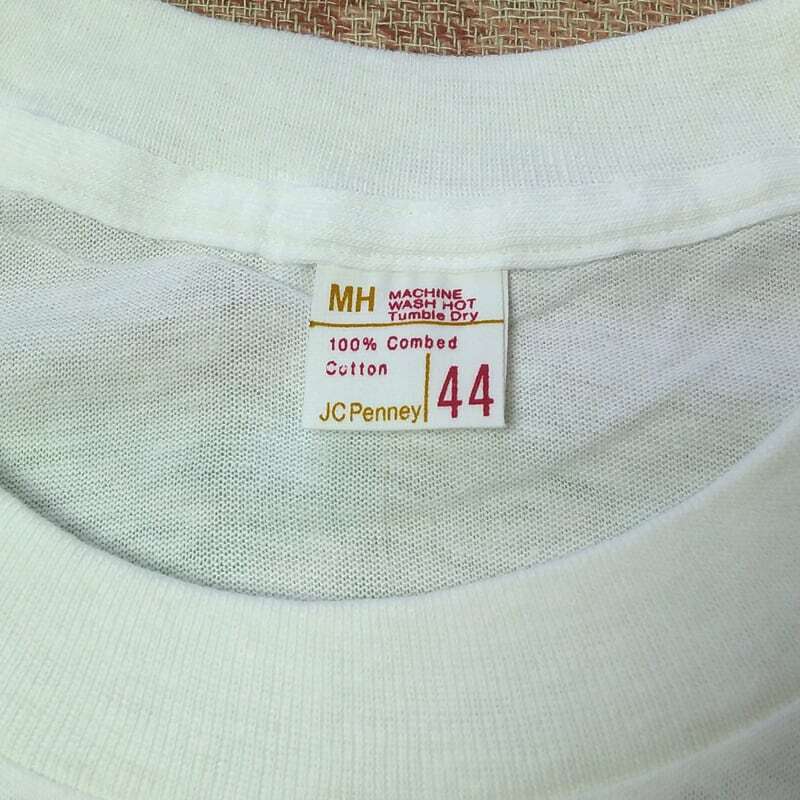 MH
MACHINE
WASH HOT
Tumble Dry
100% Combed
Cotton
JCPenney
44